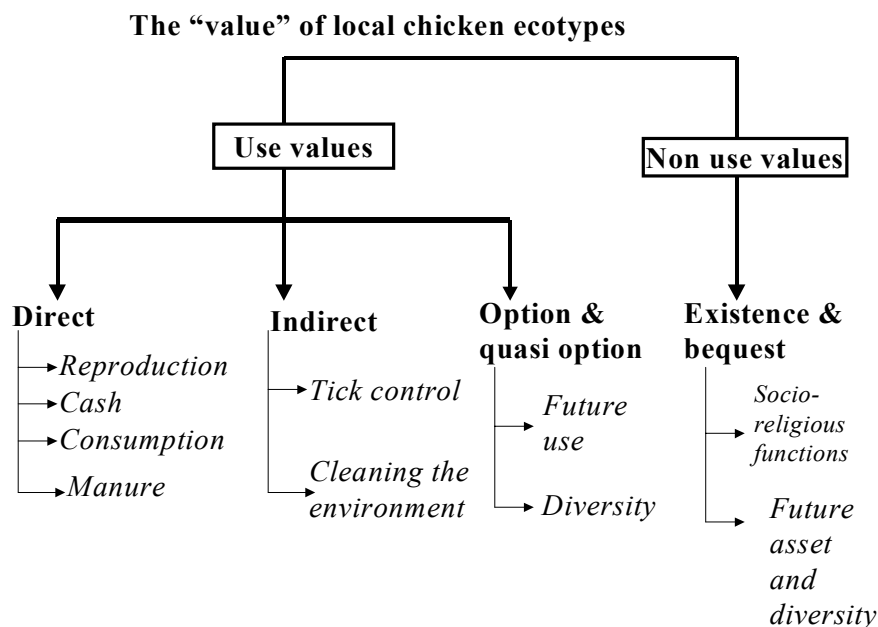 The “value” of local chicken ecotypes
Use values
Non use values
Direct
Reproduction
Cash
Consumption
Manure
Indirect
Tick control
Cleaning the
environment
Option &
quasi option
Future
use
Diversity
Existence &
bequest
Socio-
religious
functions
Future
asset
and
diversity